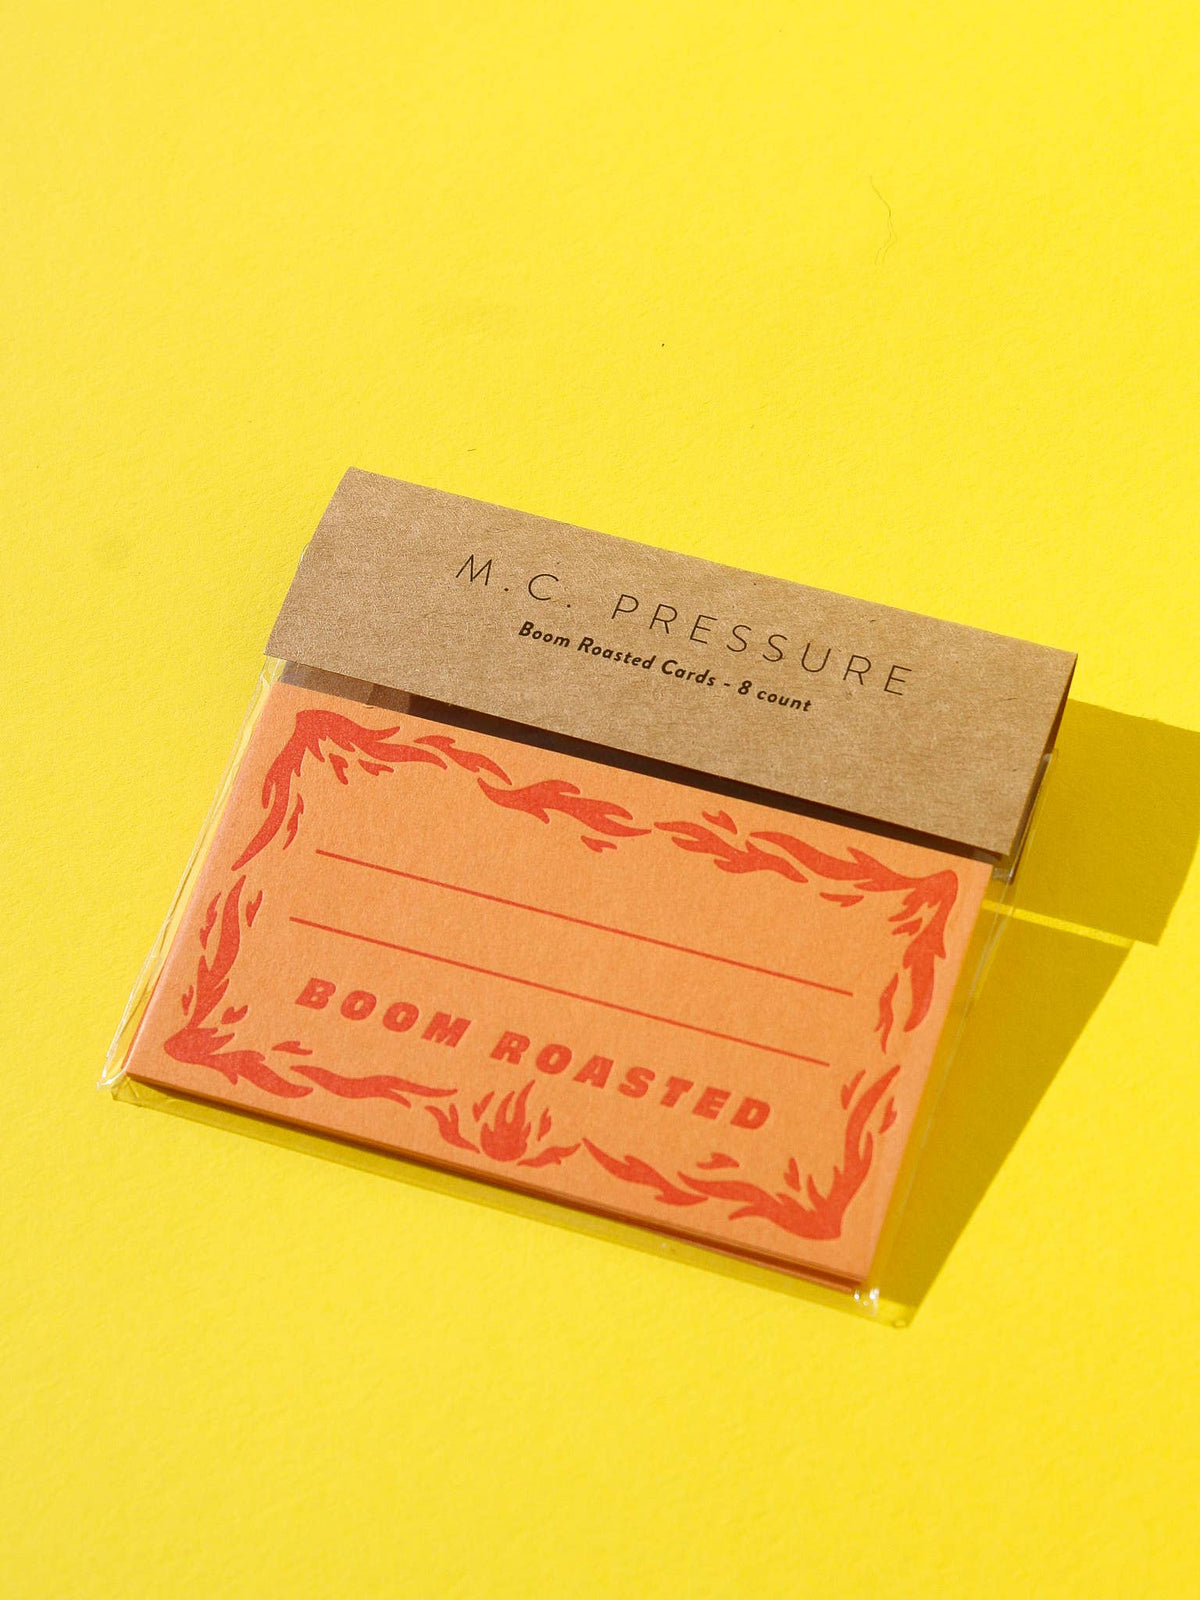 M.C. PRESSURE
Boom Roasted Cards - 8 count
BOOM ROASTED